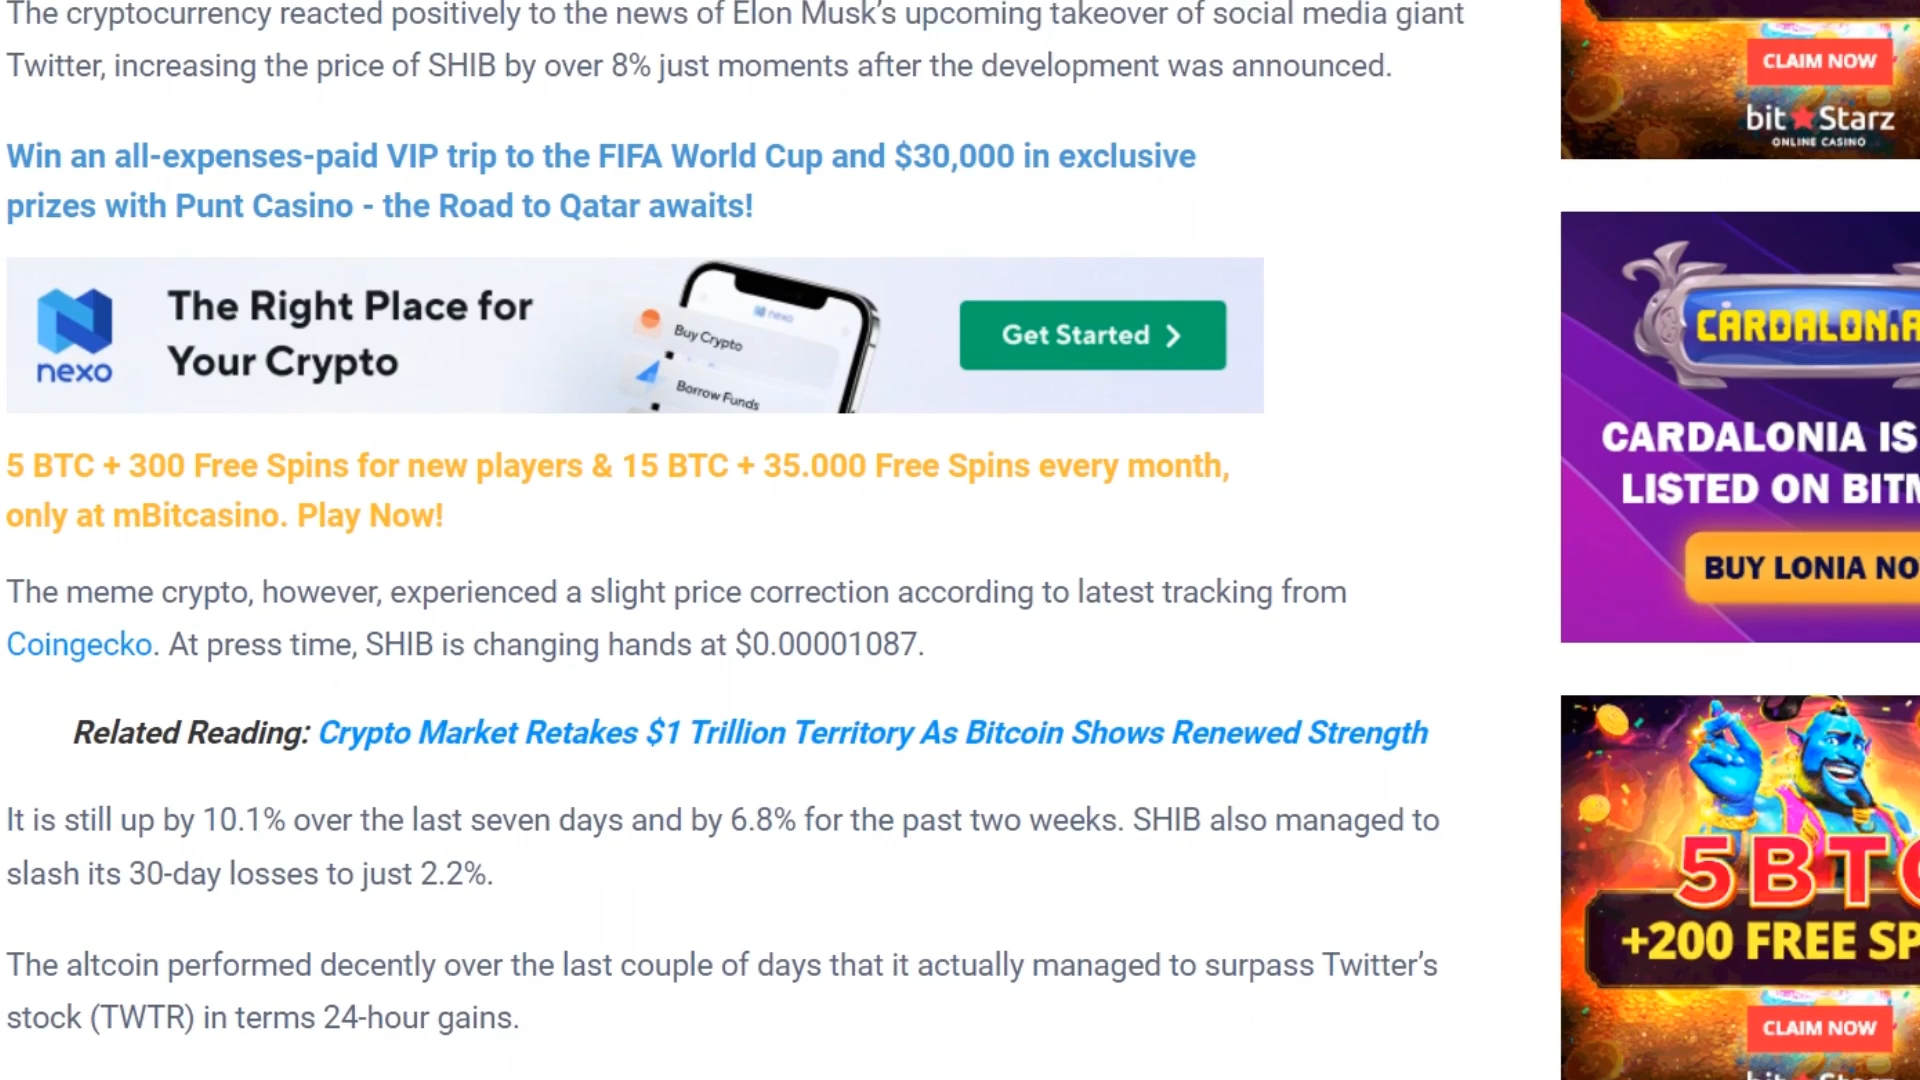 The cryptocurrency reacted positively to the news of Elon Musk’s upcoming takeover of social media giant
Twitter, increasing the price of SHIB by over 8% just moments after the development was announced.
Win an all-expenses-paid VIP trip to the FIFA World Cup and $30,000 in exclusive
prizes with Punt Casino - the Road to Qatar awaits!
nexo
The Right Place for
Your Crypto
nexo
Buy Crypto
Borrow Funds
Get Started
5 BTC + 300 Free Spins for new players & 15 BTC + 35.000 Free Spins every month,
only at mBitcasino. Play Now!
The meme crypto, however, experienced a slight price correction according to latest tracking from
Coingecko. At press time, SHIB is changing hands at $0.00001087.
Related Reading: Crypto Market Retakes $1 Trillion Territory As Bitcoin Shows Renewed Strength
It is still up by 10.1% over the last seven days and by 6.8% for the past two weeks. SHIB also managed to
slash its 30-day losses to just 2.2%.
The altcoin performed decently over the last couple of days that it actually managed to surpass Twitter’s
stock (TWTR) in terms 24-hour gains.
CLAIM NOW
bit Starz
ONLINE CASINO
CARDALONIA
CARDALONIA IS
LISTED ON BITM
BUY LONIA NO
5 BTC
+200 FREE SP
CLAIM NOW